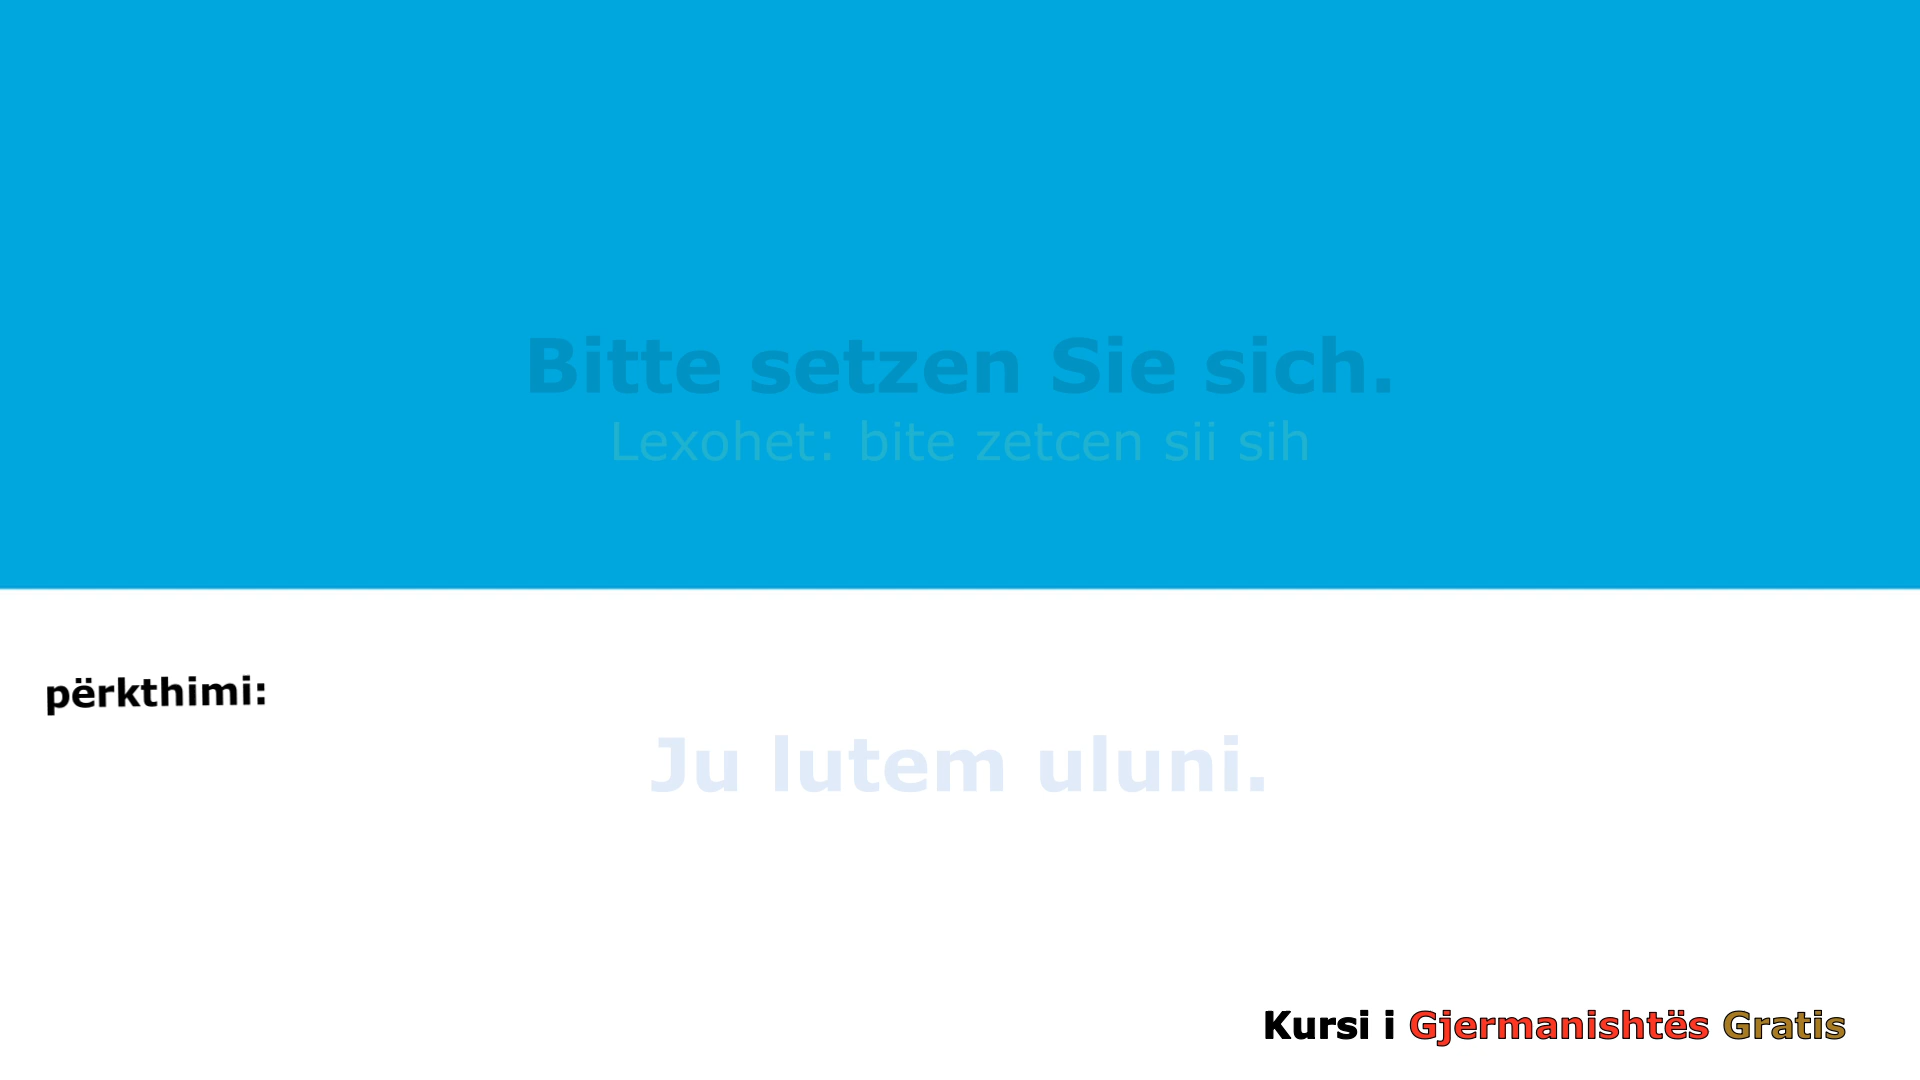 Bitte setzen Sie sich.
Lexohet: bite zetcen sii sih
përkthimi:
Ju lutem uluni.
Kursi i Gjermanishtës Gratis